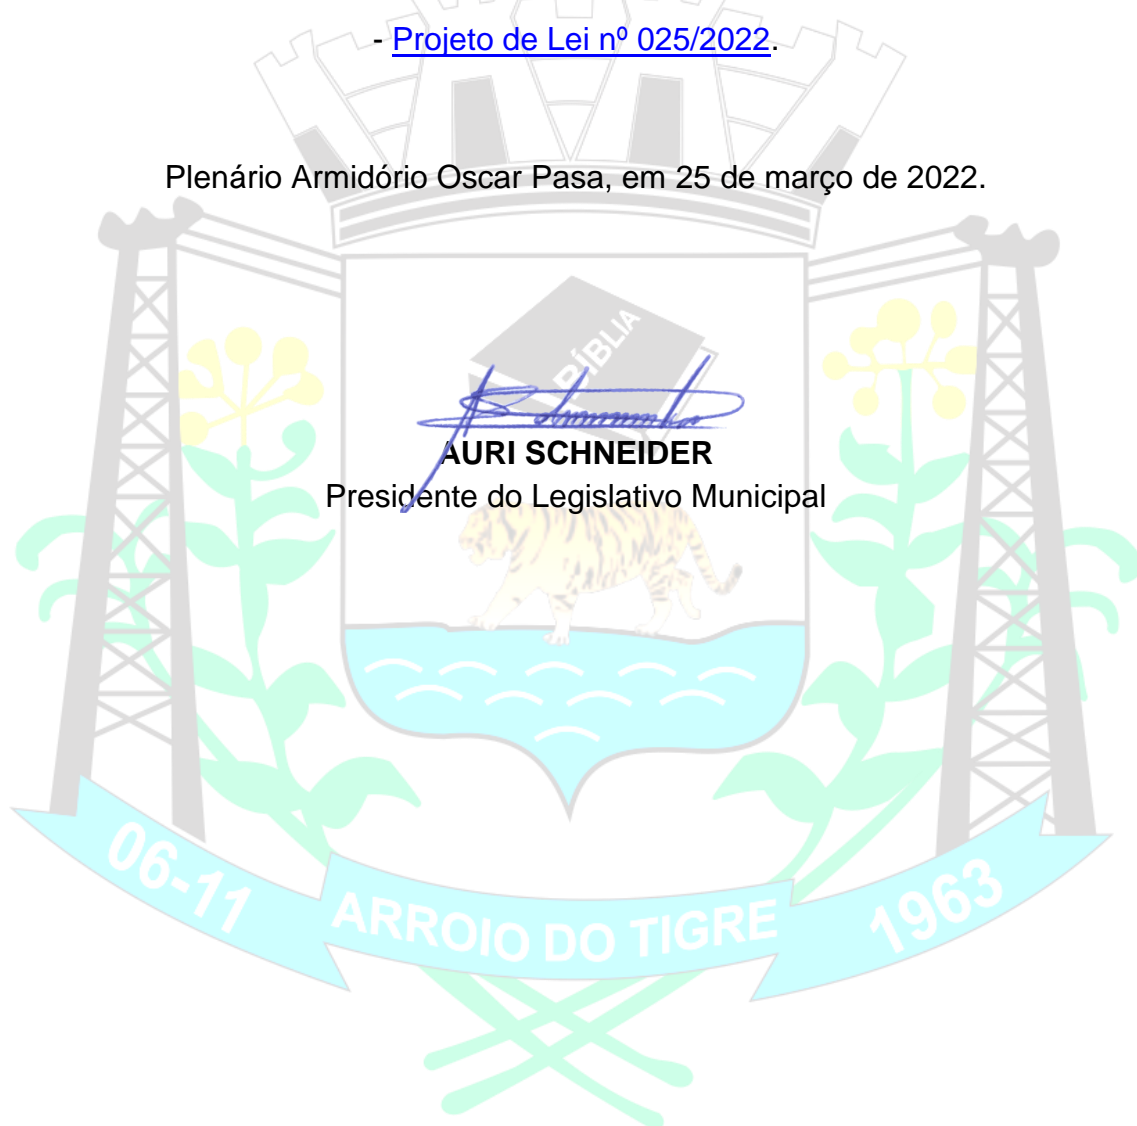 - Projeto de Lei nº 025/2022.
Plenário Armidório Oscar Pasa, em 25 de março de 2022.
BÍBLIA
AURI SCHNEIDER
Presidente do Legislativo Municipal
06-11
ARROIO DO TIGRE
1963